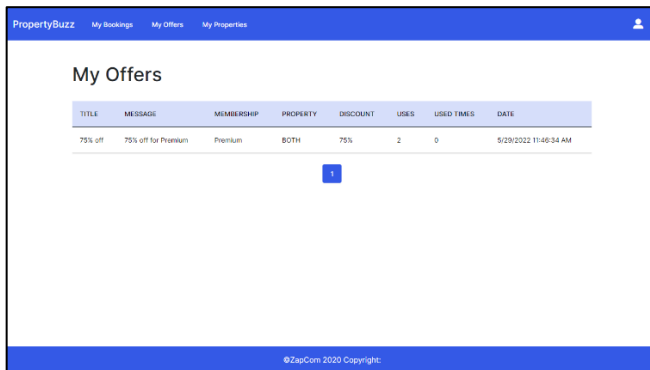 PropertyBuzz My Bookings My Offers My Properties
My Offers
TITLE MESSAGE MEMBERSHIP PROPERTY DISCOUNT USES USED TIMES DATE
75% off 75% off for Premium Premium BOTH 75% 2 0 5/29/2022 11:46:34 AM
1
©ZapCom 2020 Copyright: